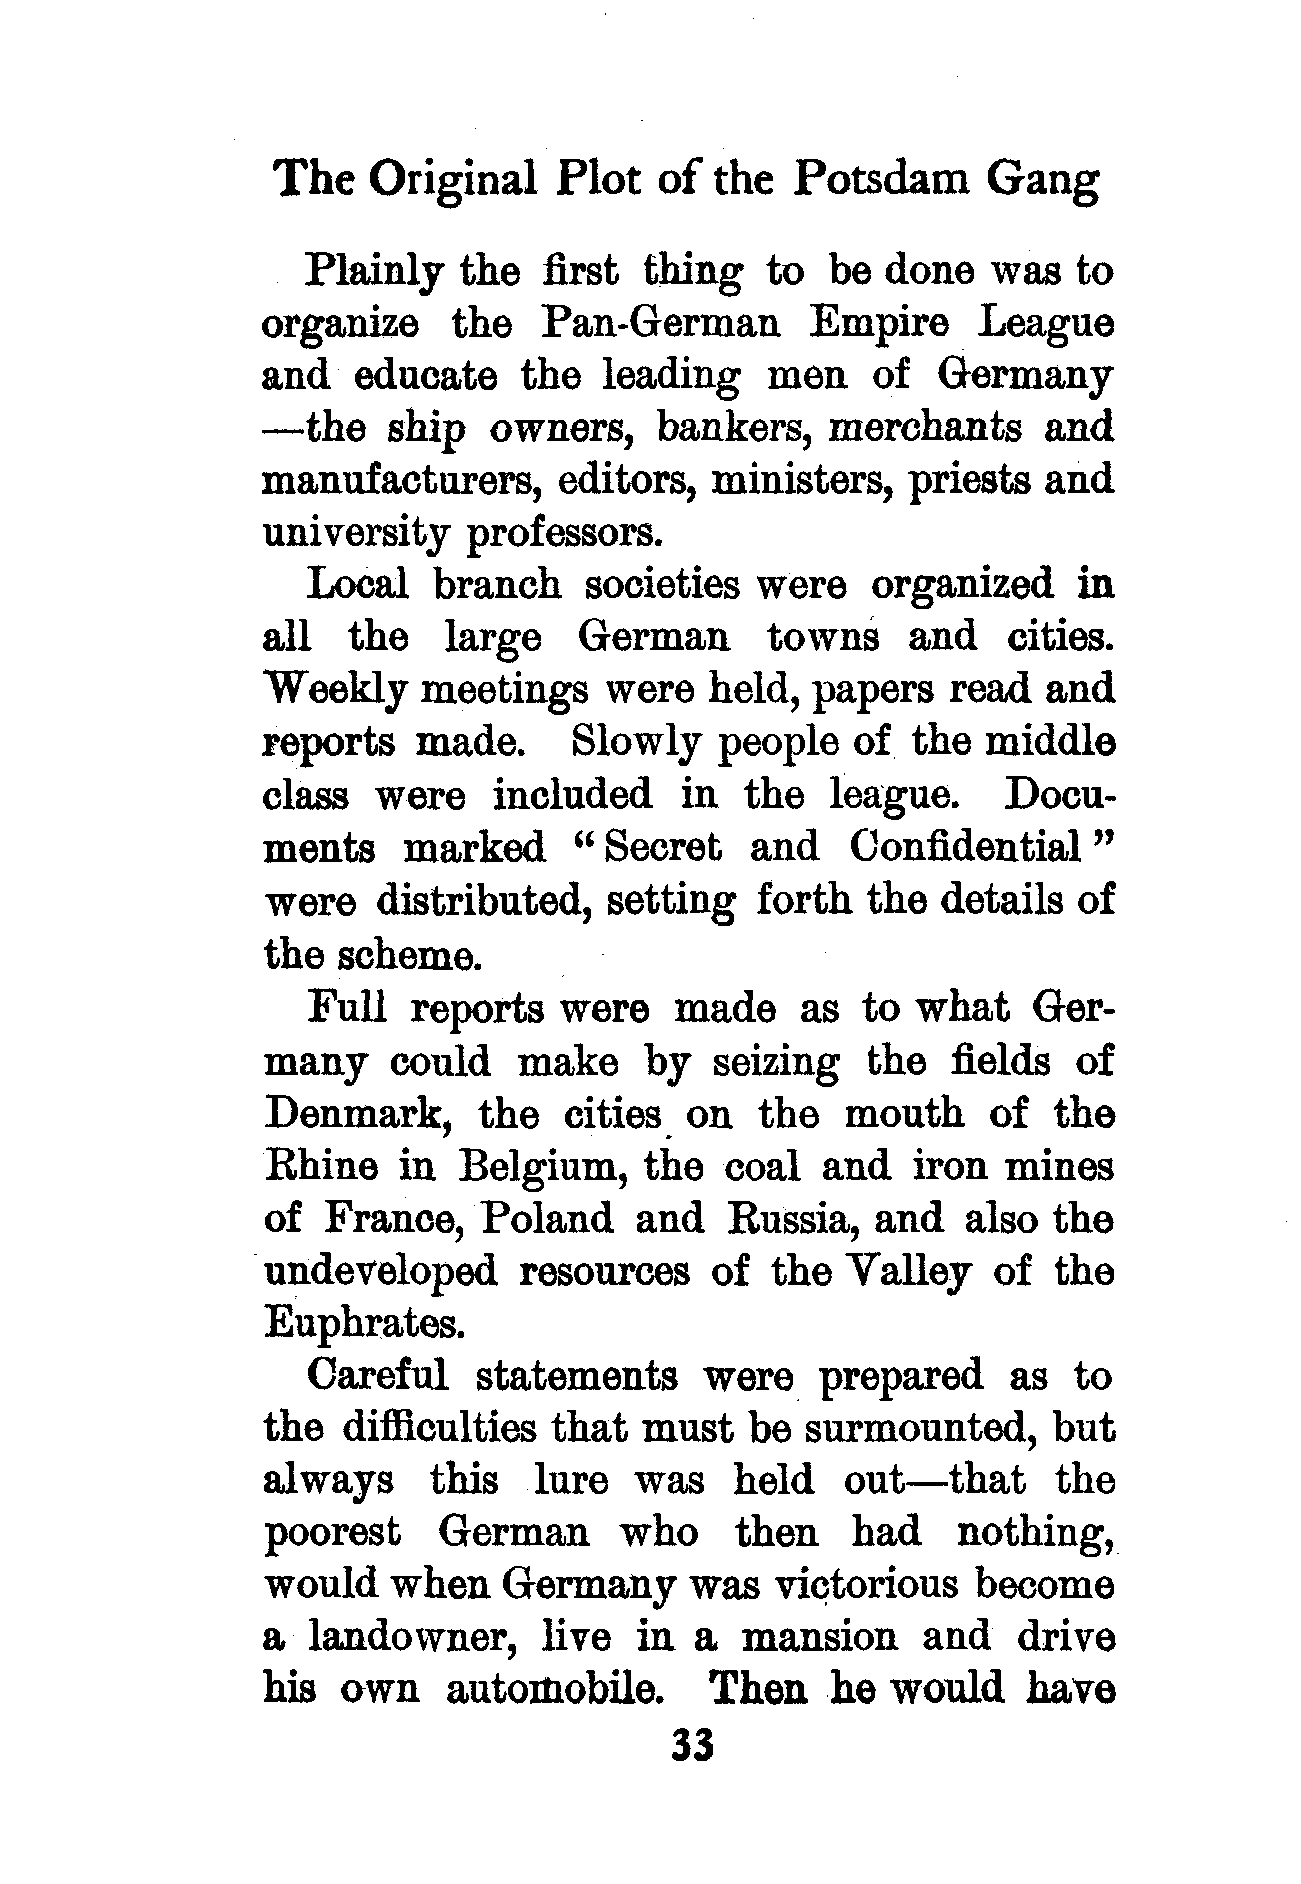 The Original Plot of the Potsdam Gang
Plainly the first thing to be done was to
organize the Pan-German Empire League
and educate the leading men of Germany
—the ship owners, bankers, merchants and
manufacturers, editors, ministers, priests and
university professors.
Local branch societies were organized in
all the large German towns and cities.
Weekly meetings were held, papers read and
reports made. Slowly people of the middle
class were included in the league. Docu-
ments marked “Secret and Confidential”
were distributed, setting forth the details of
the scheme.
Full reports were made as to what Ger-
many could make by seizing the fields of
Denmark, the cities on the mouth of the
Rhine in Belgium, the coal and iron mines
of France, Poland and Russia, and also the
undeveloped resources of the Valley of the
Euphrates.
Careful statements were prepared as to
the difficulties that must be surmounted, but
always this lure was held out—that the
poorest German who then had nothing,
would when Germany was victorious become
a landowner, live in a mansion and drive
his own automobile. Then he would have
33